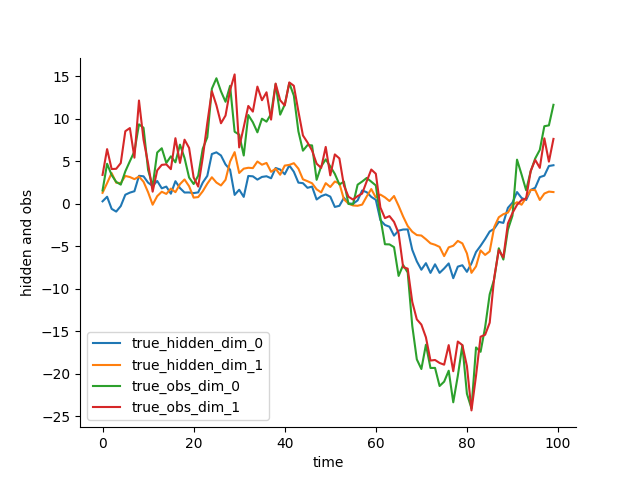 hidden and obs
15
10
5
0
−5
−10
−15
−20
−25
true_hidden_dim_0
true_hidden_dim_1
true_obs_dim_0
true_obs_dim_1
0 20 40 60 80 100
time